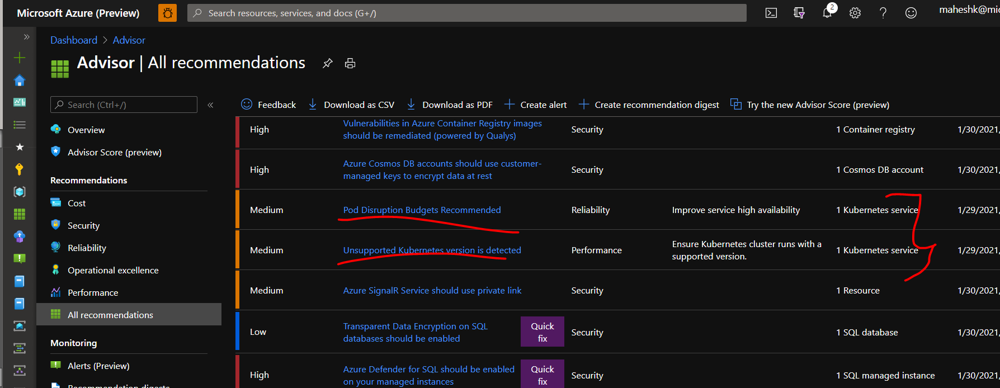 Microsoft Azure (Preview)
Search resources, services, and docs (G+/)
2
Dashboard > Advisor
Advisor | All recommendations
Search (Ctrl+/)
Overview
Advisor Score (preview)
Recommendations
Cost
Security
Reliability
Operational excellence
Performance
All recommendations
Monitoring
Alerts (Preview)
Recommendation digests
Feedback
Download as CSV
Download as PDF
Create alert
Create recommendation digest
Try the new Advisor Score (preview)
High
Vulnerabilities in Azure Container Registry images
should be remediated (powered by Qualys)
Security
1 Container registry
1/30/2021,
High
Azure Cosmos DB accounts should use customer-
managed keys to encrypt data at rest
Security
1 Cosmos DB account
1/30/2021,
Medium
Pod Disruption Budgets Recommended
Reliability
Improve service high availability
1 Kubernetes service
1/29/2021,
Medium
Unsupported Kubernetes version is detected
Performance
Ensure Kubernetes cluster runs with a
supported version.
1 Kubernetes service
1/29/2021,
Medium
Azure SignalR Service should use private link
Security
1 Resource
1/30/2021,
Low
Transparent Data Encryption on SQL
databases should be enabled
Quick
fix
Security
1 SQL database
1/30/2021,
High
Azure Defender for SQL should be enabled
on your managed instances
Quick
fix
Security
1 SQL managed instance
1/30/2021,